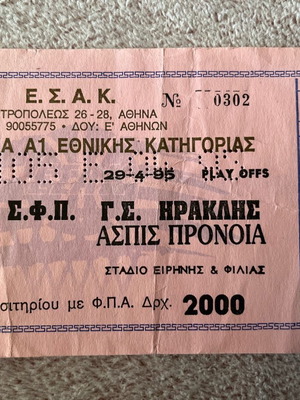 Ε.Σ.Α.Κ. Νο 0302
ΤΡΟΠΟΛΕΩΣ 26 - 28, ΑΘΗΝΑ
90055775 • ΔΟΥ: Ε' ΑΘΗΝΩΝ
Α Α1 ΕΘΝΙΚΗΣ ΚΑΤΗΓΟΡΙΑΣ
29-4-95 PLAY OFFS
Σ.Φ.Π. Γ.Σ. ΗΡΑΚΛΗΣ
ΑΣΠΙΣ ΠΡΟΝΟΙΑ
ΣΤΑΔΙΟ ΕΙΡΗΝΗΣ & ΦΙΛΙΑΣ
σιτηρίου με Φ.Π.Α. Δρχ. 2000